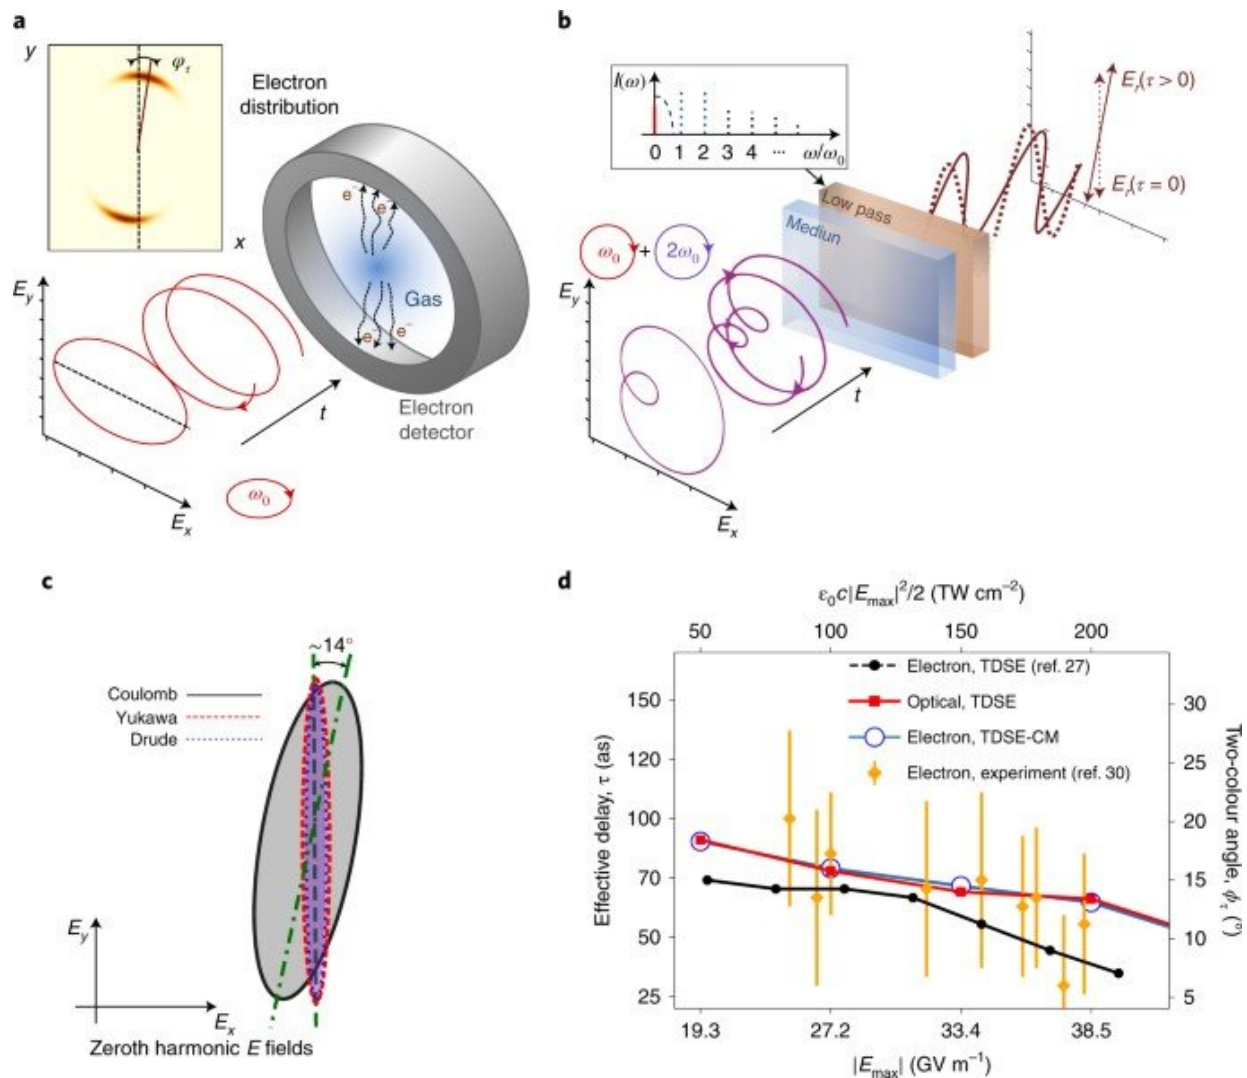 a
y
φτ
x
Electron
distribution
e−
e−
e−
e−
Gas
Electron
detector
Ey
Ex
t
ω0
b
I(ω)
0 1 2 3 4 ... ω/ω0
Er(τ > 0)
Er(τ = 0)
Low pass
Mediun
ω0 + 2ω0
Ey
Ex
t
c
~14°
Coulomb
Yukawa
Drude
Ey
Ex
Zeroth harmonic E fields
d
ε0c|Emax|²/2 (TW cm−2)
50 100 150 200
Electron, TDSE (ref. 27)
Optical, TDSE
Electron, TDSE-CM
Electron, experiment (ref. 30)
Effective delay, τ (as)
150
100
70
50
25
Two-colour angle, ϕτ (°)
30
25
20
15
10
5
19.3 27.2 33.4 38.5
|Emax| (GV m−1)